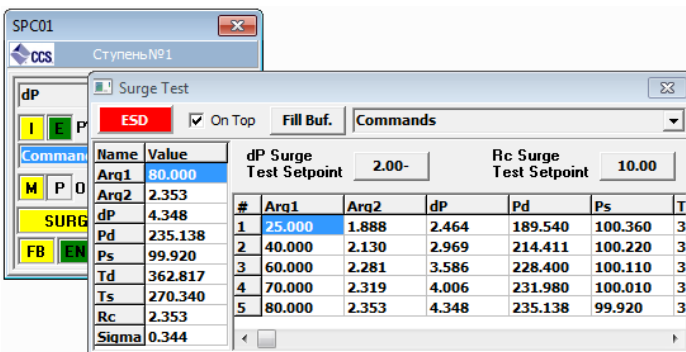 SPC01
CCS Ступень№1
dP
I E P
Comman
M P O
SURG
FB EN
Surge Test
ESD On Top Fill Buf. Commands
Name Value
Arg1 80.000
Arg2 2.353
dP 4.348
Pd 235.138
Ps 99.920
Td 362.817
Ts 270.340
Rc 2.353
Sigma 0.344
dP Surge Test Setpoint 2.00-
Rc Surge Test Setpoint 10.00
# Arg1 Arg2 dP Pd Ps T
1 25.000 1.888 2.464 189.540 100.360 3
2 40.000 2.130 2.969 214.411 100.220 3
3 60.000 2.281 3.586 228.400 100.110 3
4 70.000 2.319 4.006 231.980 100.010 3
5 80.000 2.353 4.348 235.138 99.920 3